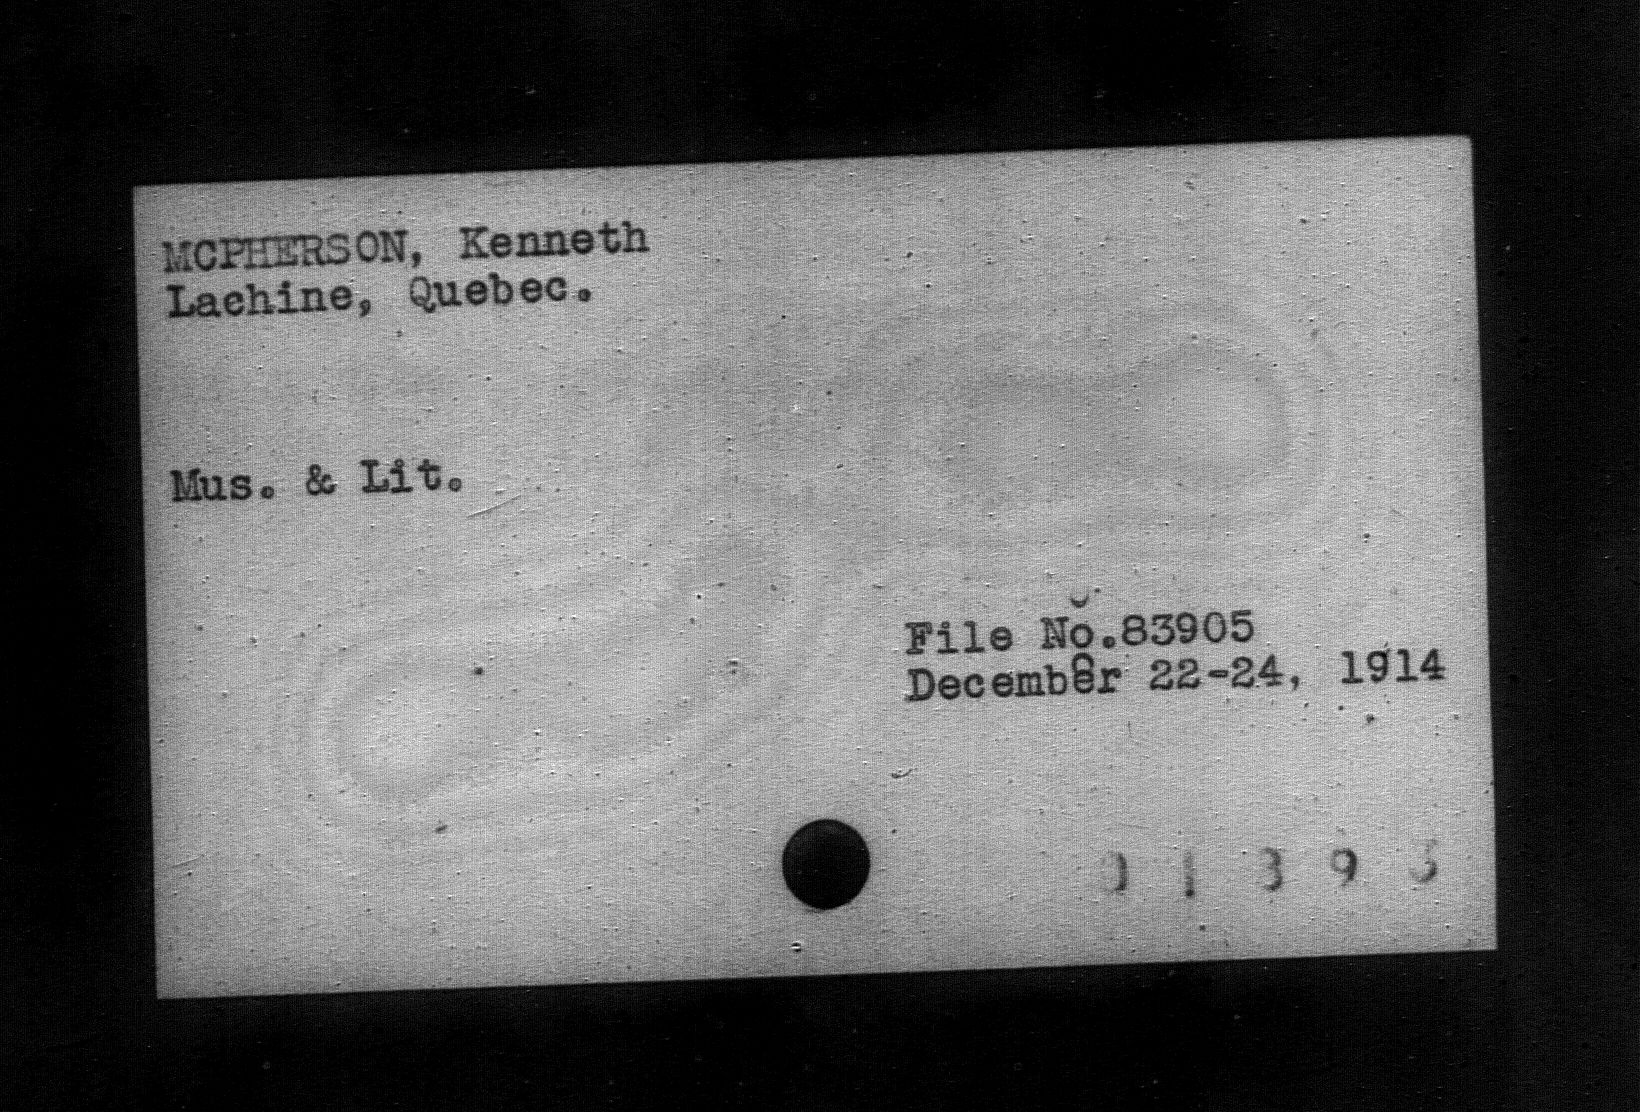 MCPHERSON, Kenneth
Lachine, Quebec.
Mus. & Lit.
File No.83905
December 22-24, 1914